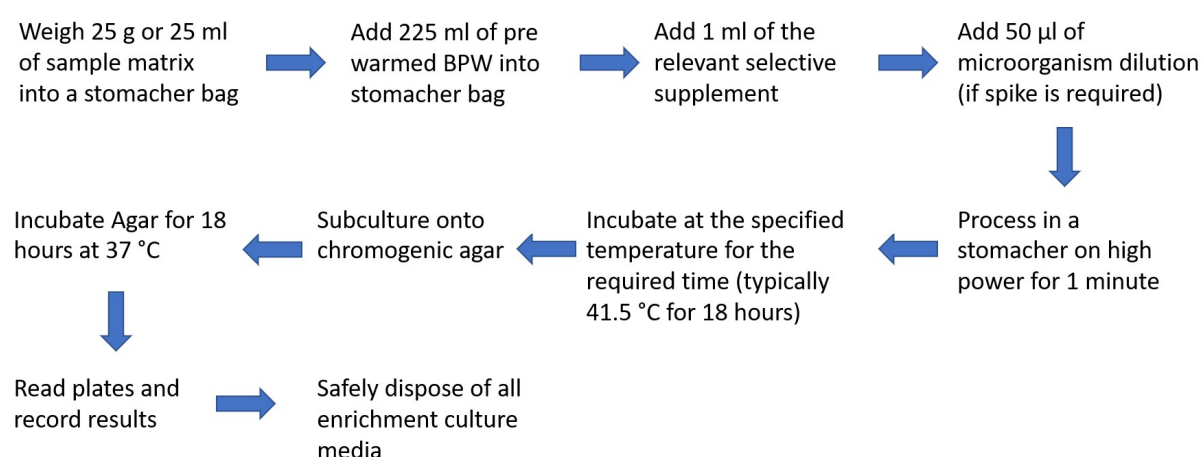 Weigh 25 g or 25 ml
of sample matrix
into a stomacher bag
Add 225 ml of pre
warmed BPW into
stomacher bag
Add 1 ml of the
relevant selective
supplement
Add 50 µl of
microorganism dilution
(if spike is required)
Process in a
stomacher on high
power for 1 minute
Incubate at the specified
temperature for the
required time (typically
41.5 °C for 18 hours)
Subculture onto
chromogenic agar
Incubate Agar for 18
hours at 37 °C
Read plates and
record results
Safely dispose of all
enrichment culture
media